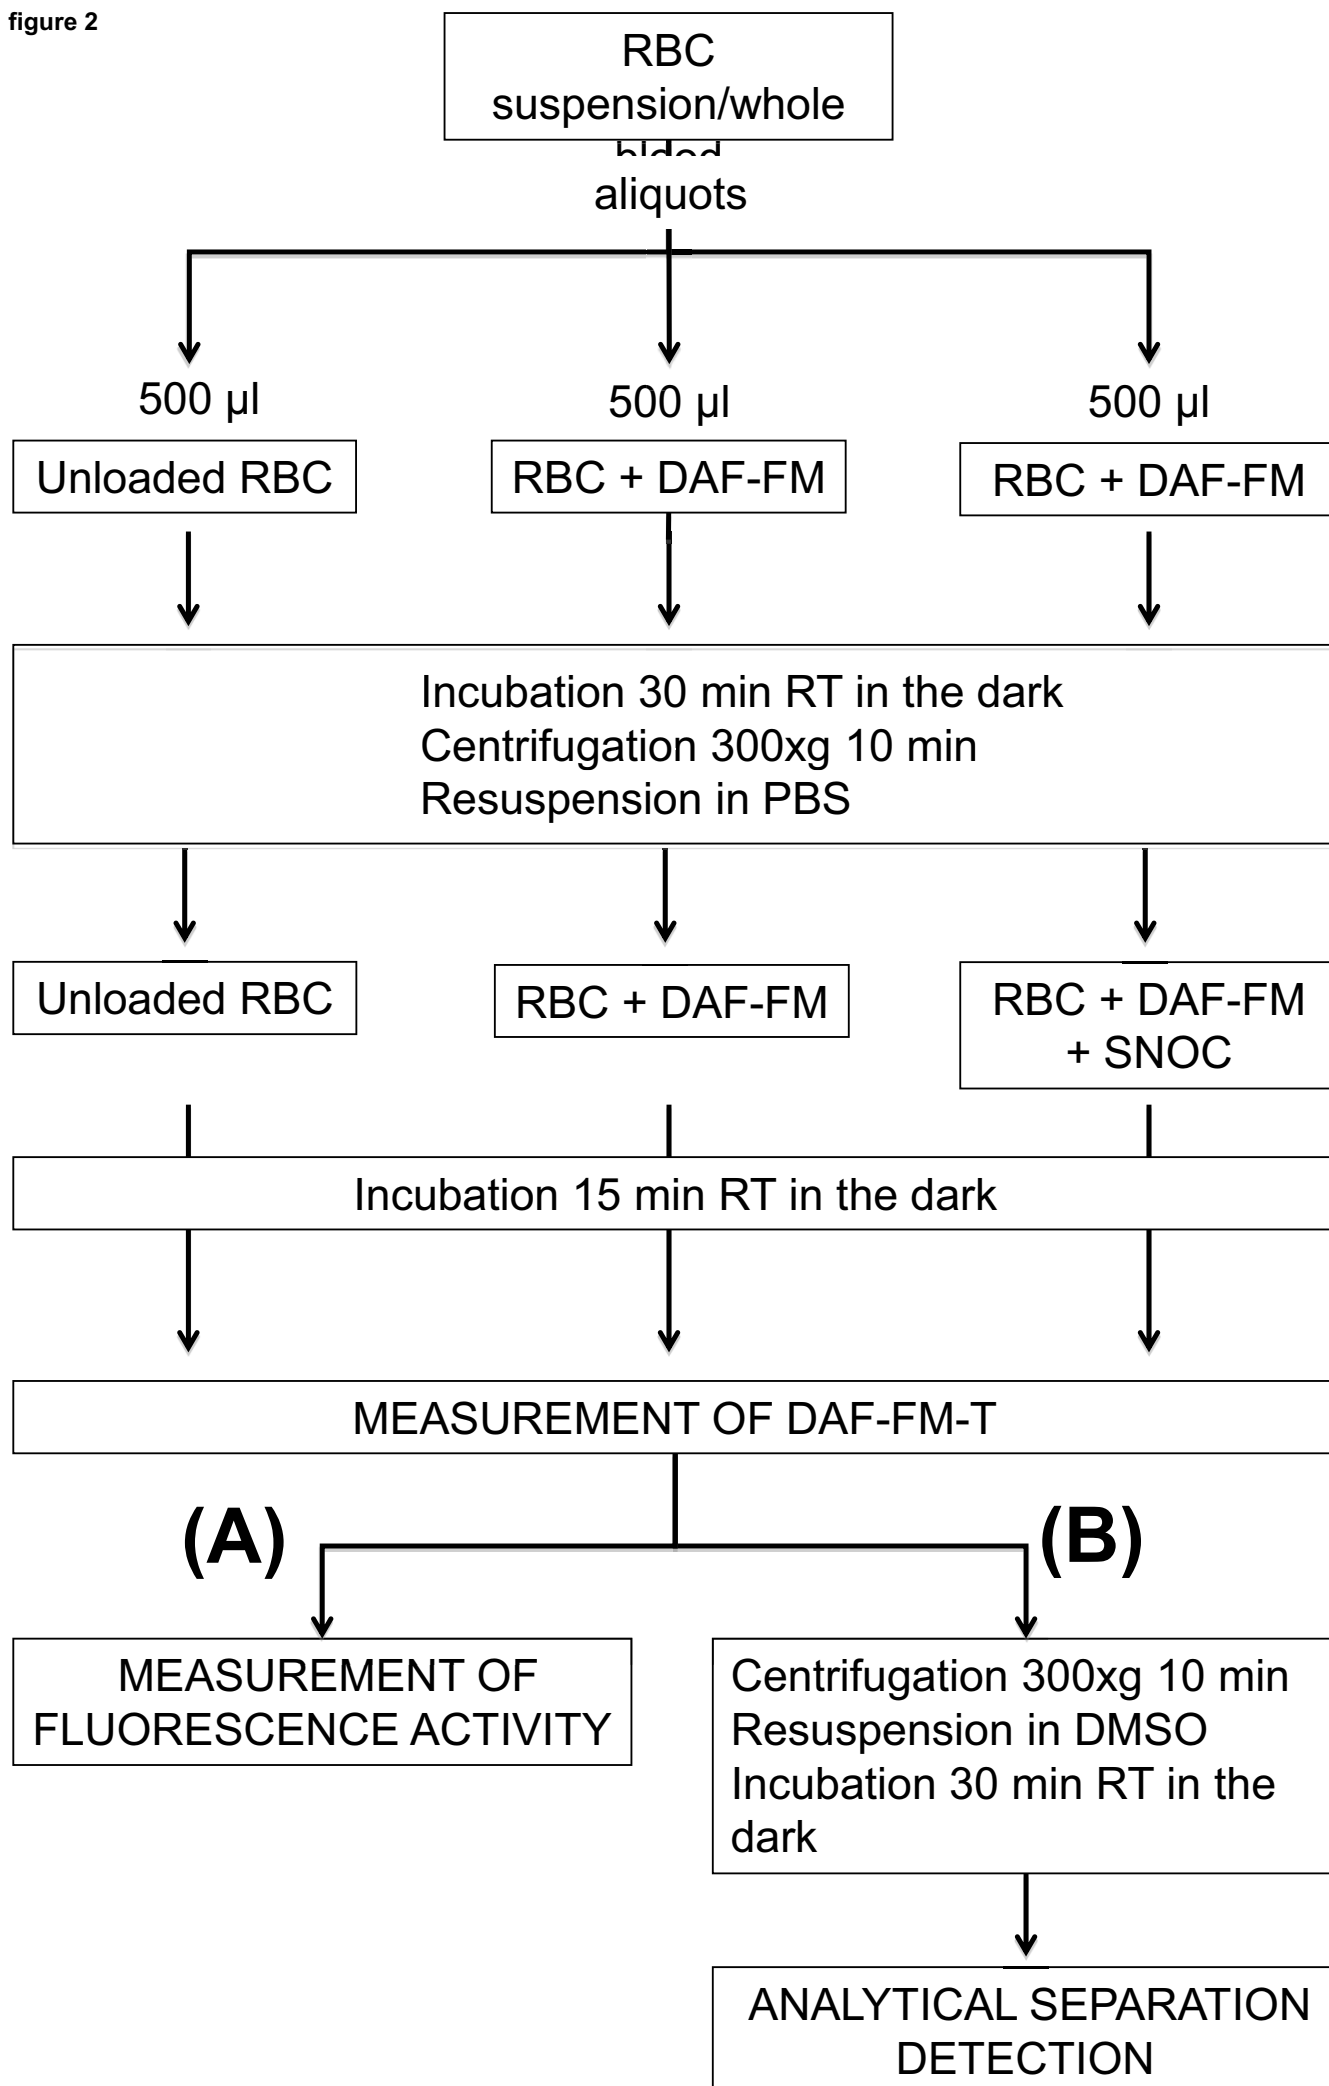 figure 2
RBC
suspension/whole
blood
aliquots
500 µl
500 µl
500 µl
Unloaded RBC
RBC + DAF-FM
RBC + DAF-FM
Incubation 30 min RT in the dark
Centrifugation 300xg 10 min
Resuspension in PBS
Unloaded RBC
RBC + DAF-FM
RBC + DAF-FM
+ SNOC
Incubation 15 min RT in the dark
MEASUREMENT OF DAF-FM-T
(A)
(B)
MEASUREMENT OF
FLUORESCENCE ACTIVITY
Centrifugation 300xg 10 min
Resuspension in DMSO
Incubation 30 min RT in the
dark
ANALYTICAL SEPARATION
DETECTION